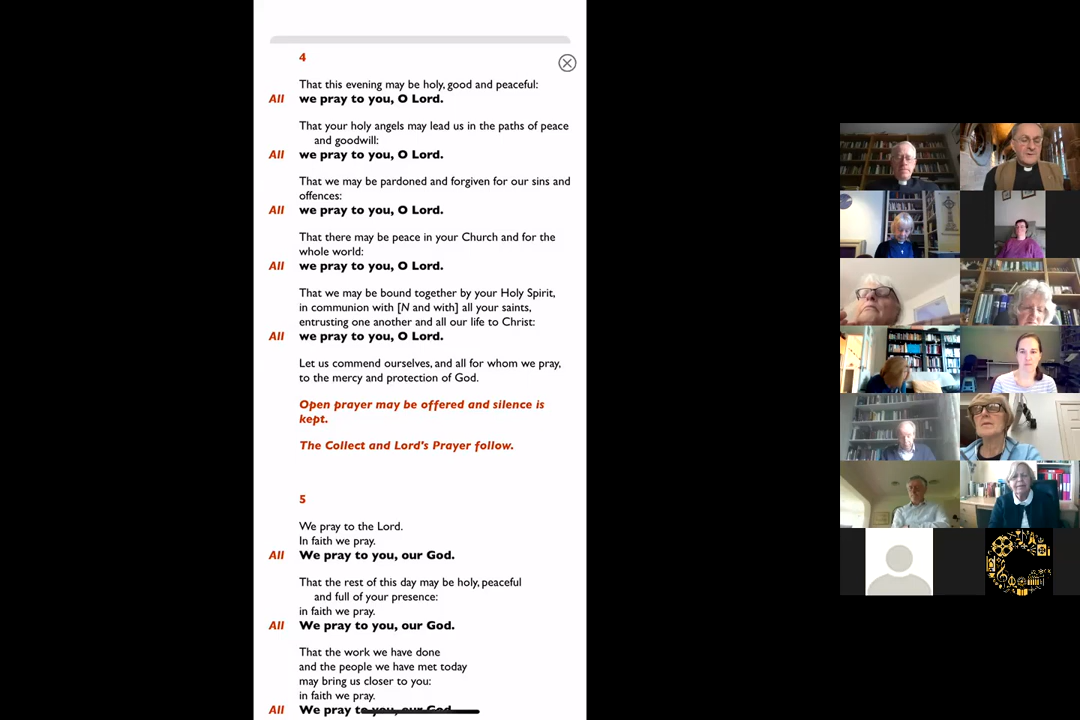 4
That this evening may be holy, good and peaceful:
All we pray to you, O Lord.
That your holy angels may lead us in the paths of peace
and goodwill:
All we pray to you, O Lord.
That we may be pardoned and forgiven for our sins and
offences:
All we pray to you, O Lord.
That there may be peace in your Church and for the
whole world:
All we pray to you, O Lord.
That we may be bound together by your Holy Spirit,
in communion with [N and with] all your saints,
entrusting one another and all our life to Christ:
All we pray to you, O Lord.
Let us commend ourselves, and all for whom we pray,
to the mercy and protection of God.
Open prayer may be offered and silence is
kept.
The Collect and Lord's Prayer follow.
5
We pray to the Lord.
In faith we pray.
All We pray to you, our God.
That the rest of this day may be holy, peaceful
and full of your presence:
in faith we pray.
All We pray to you, our God.
That the work we have done
and the people we have met today
may bring us closer to you:
in faith we pray.
All We pray to you, our God.